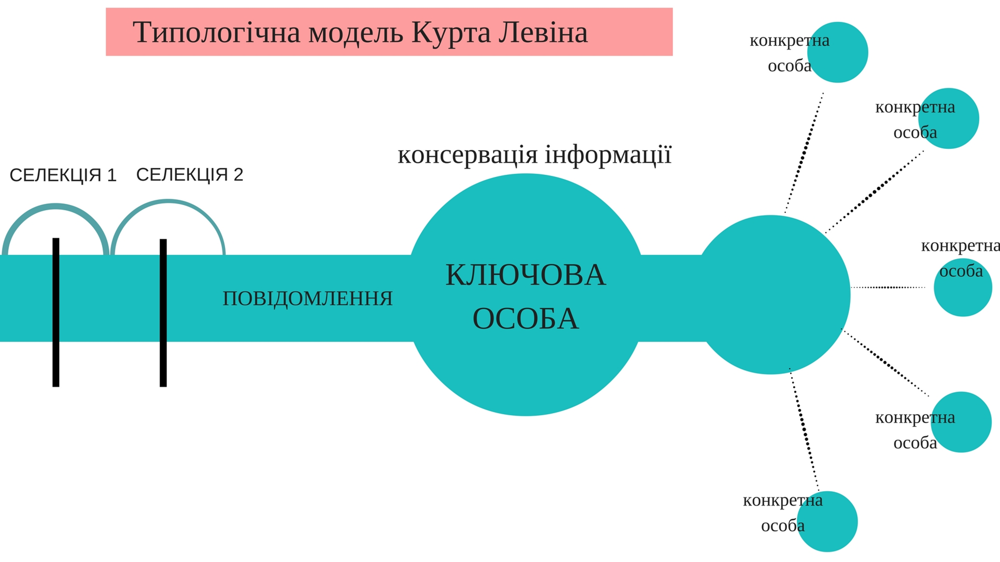 Типологічна модель Курта Левіна
конкретна
особа
конкретна
особа
консервація інформації
СЕЛЕКЦІЯ 1
СЕЛЕКЦІЯ 2
конкретна
особа
КЛЮЧОВА
ОСОБА
ПОВІДОМЛЕННЯ
конкретна
особа
конкретна
особа